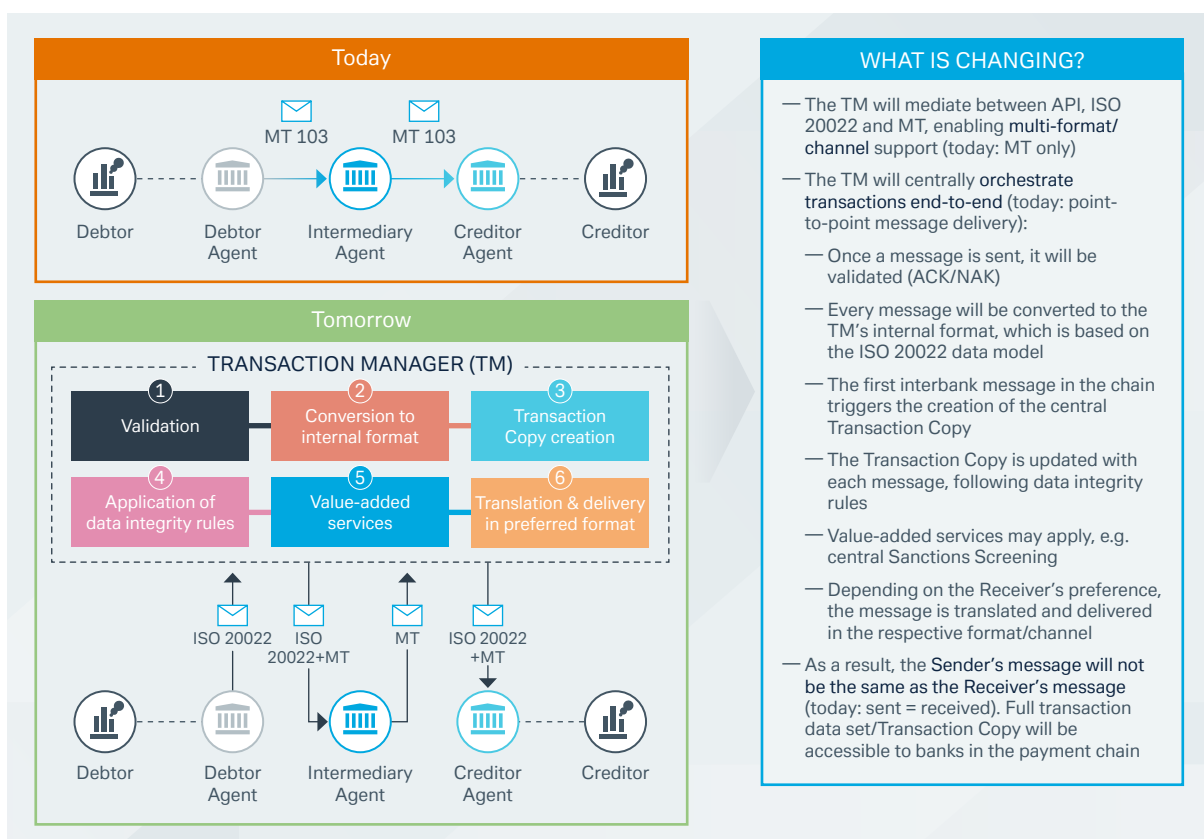 Today
MT 103
MT 103
Debtor
Debtor
Agent
Intermediary
Agent
Creditor
Agent
Creditor
Tomorrow
TRANSACTION MANAGER (TM)
1
Validation
2
Conversion to
internal format
3
Transaction
Copy creation
4
Application of
data integrity rules
5
Value-added
services
6
Translation & delivery
in preferred format
ISO 20022
ISO
20022+MT
MT
ISO 20022
+MT
Debtor
Debtor
Agent
Intermediary
Agent
Creditor
Agent
Creditor
WHAT IS CHANGING?
— The TM will mediate between API, ISO
20022 and MT, enabling multi-format/
channel support (today: MT only)
— The TM will centrally orchestrate
transactions end-to-end (today: point-
to-point message delivery):
— Once a message is sent, it will be
validated (ACK/NAK)
— Every message will be converted to the
TM's internal format, which is based on
the ISO 20022 data model
— The first interbank message in the chain
triggers the creation of the central
Transaction Copy
— The Transaction Copy is updated with
each message, following data integrity
rules
— Value-added services may apply, e.g.
central Sanctions Screening
— Depending on the Receiver's preference,
the message is translated and delivered
in the respective format/channel
— As a result, the Sender's message will not
be the same as the Receiver's message
(today: sent = received). Full transaction
data set/Transaction Copy will be
accessible to banks in the payment chain